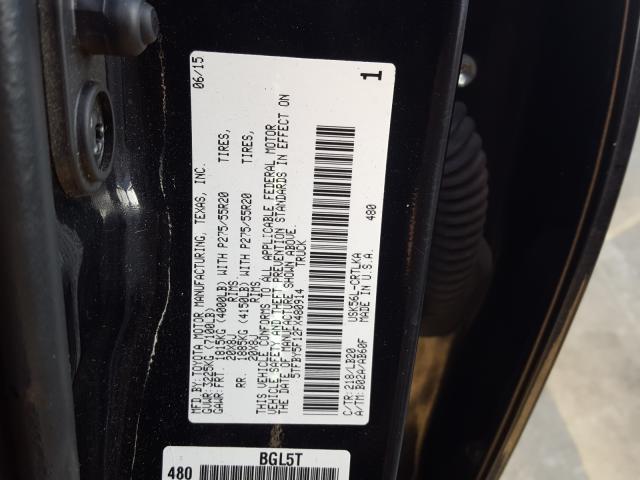 MFD.BY:TOYOTA MOTOR MANUFACTURING, TEXAS, INC. 06/15
GVWR:3225KG (7100LB)
GAWR:FRT. 1815KG (4000LB) WITH P275/55R20 TIRES,
20X8J RIMS
RR. 1885KG (4150LB) WITH P275/55R20 TIRES,
20X8J RIMS
THIS VEHICLE CONFORMS TO ALL APPLICABLE FEDERAL MOTOR
VEHICLE SAFETY AND THEFT PREVENTION STANDARDS IN EFFECT ON
THE DATE OF MANUFACTURE SHOWN ABOVE.
5TFBY5F12FX480914 TRUCK
480
C/TR:218/LB20 USK56L-CRTLKA
A/TM:B02A/AB60F MADE IN U.S.A.
1
480
BGL5T